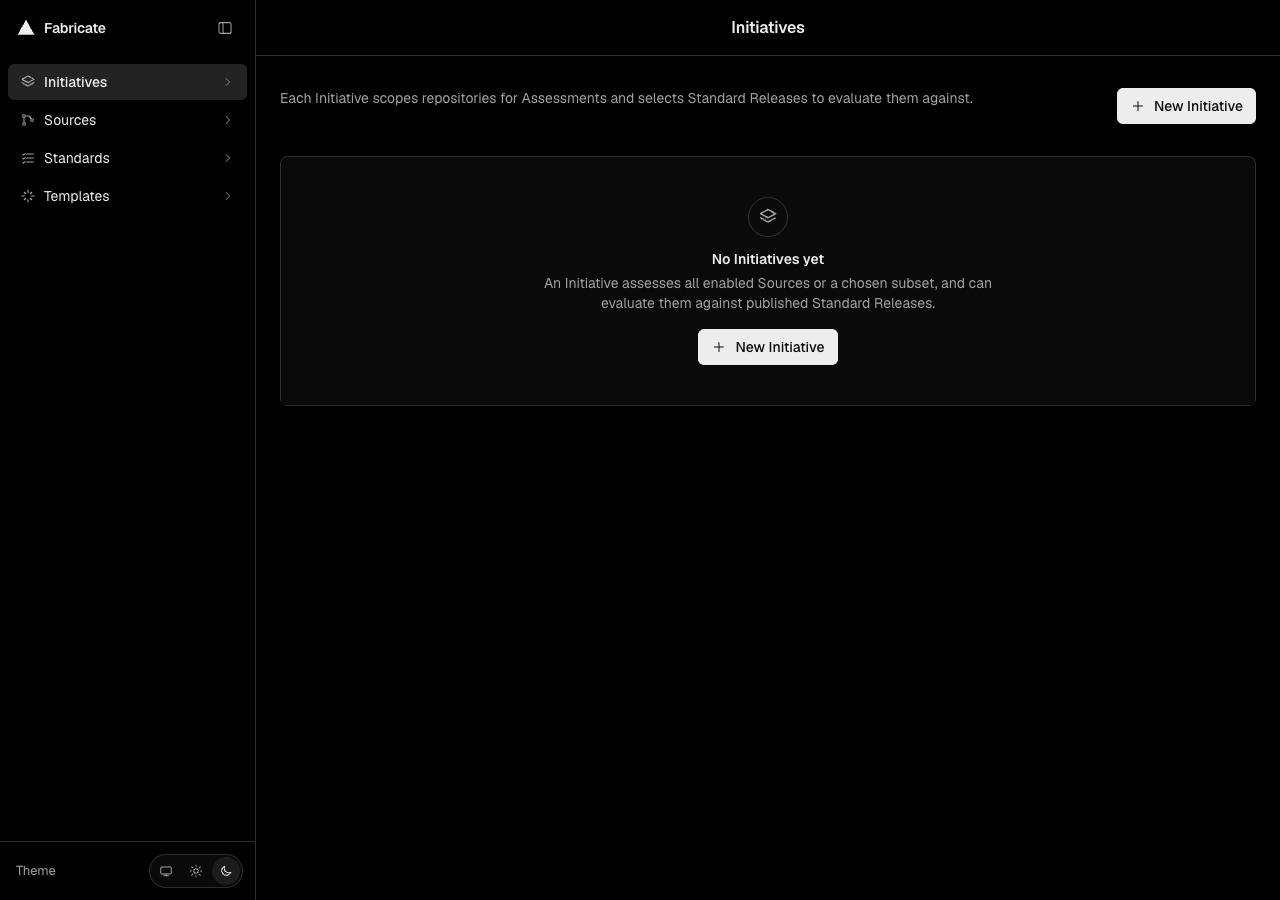 Fabricate
Initiatives
Sources
Standards
Templates
Theme
Initiatives
Each Initiative scopes repositories for Assessments and selects Standard Releases to evaluate them against.
New Initiative
No Initiatives yet
An Initiative assesses all enabled Sources or a chosen subset, and can
evaluate them against published Standard Releases.
New Initiative